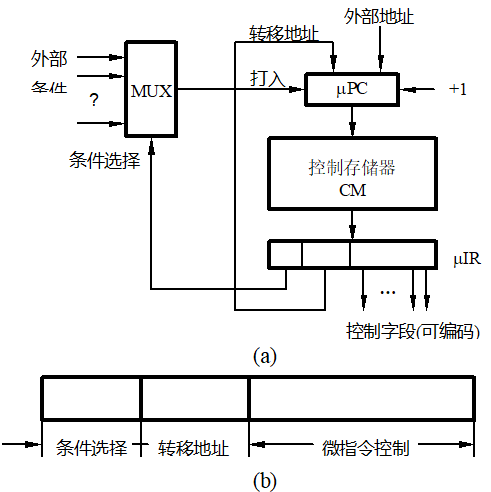 转移地址
外部地址
外部
条件
?
MUX
打入
μPC
+1
条件选择
控制存储器
CM
μIR
...
控制字段(可编码)
(a)
条件选择
转移地址
微指令控制
(b)